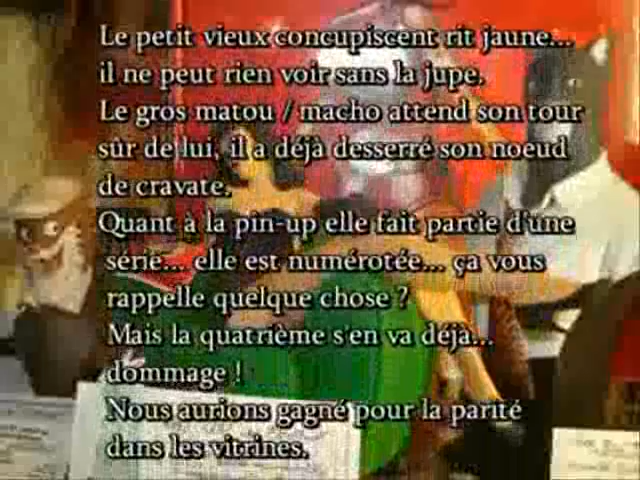 Le petit vieux concupiscent rit jaune...
il ne peut rien voir sans la jupe.
Le gros matou / macho attend son tour
sûr de lui, il a déjà desserré son noeud
de cravate.
Quant à la pin-up elle fait partie d'une
série... elle est numérotée... ça vous
rappelle quelque chose ?
Mais la quatrième s'en va déjà...
dommage !
Nous aurions gagné pour la parité
dans les vitrines.